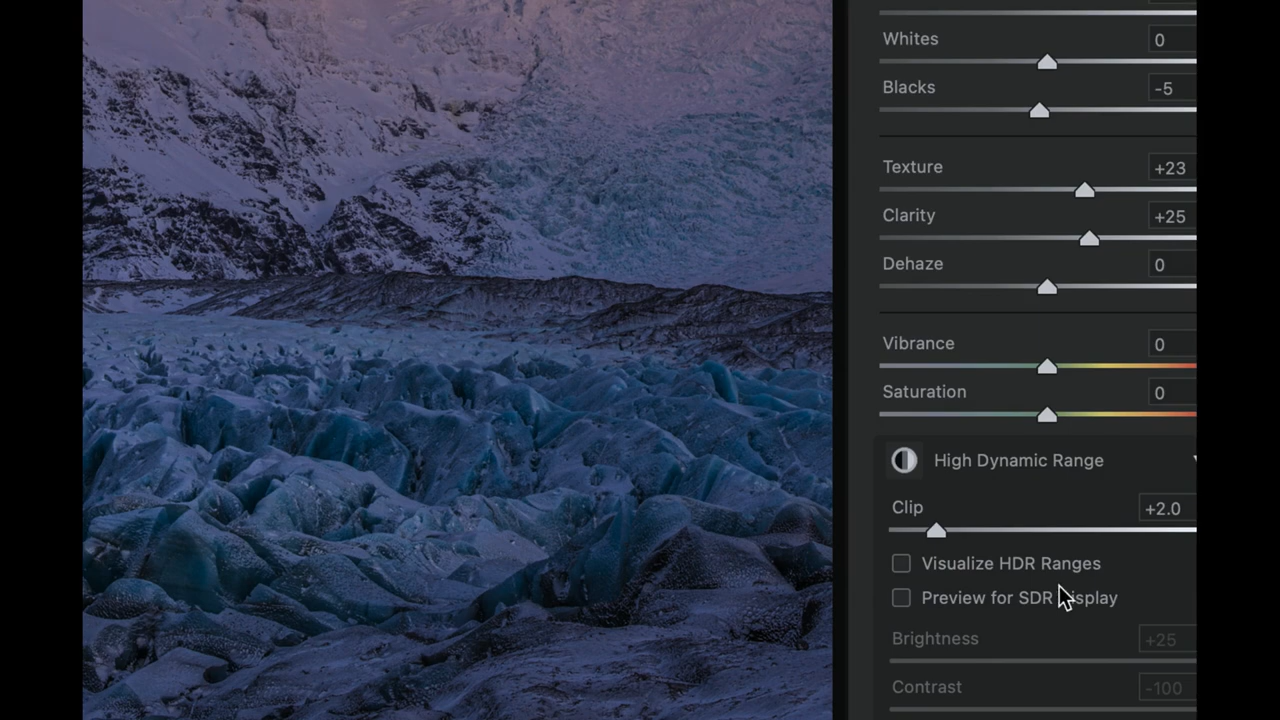 Whites 0
Blacks -5
Texture +23
Clarity +25
Dehaze 0
Vibrance 0
Saturation 0
High Dynamic Range
Clip +2.0
Visualize HDR Ranges
Preview for SDR Display
Brightness +25
Contrast -100